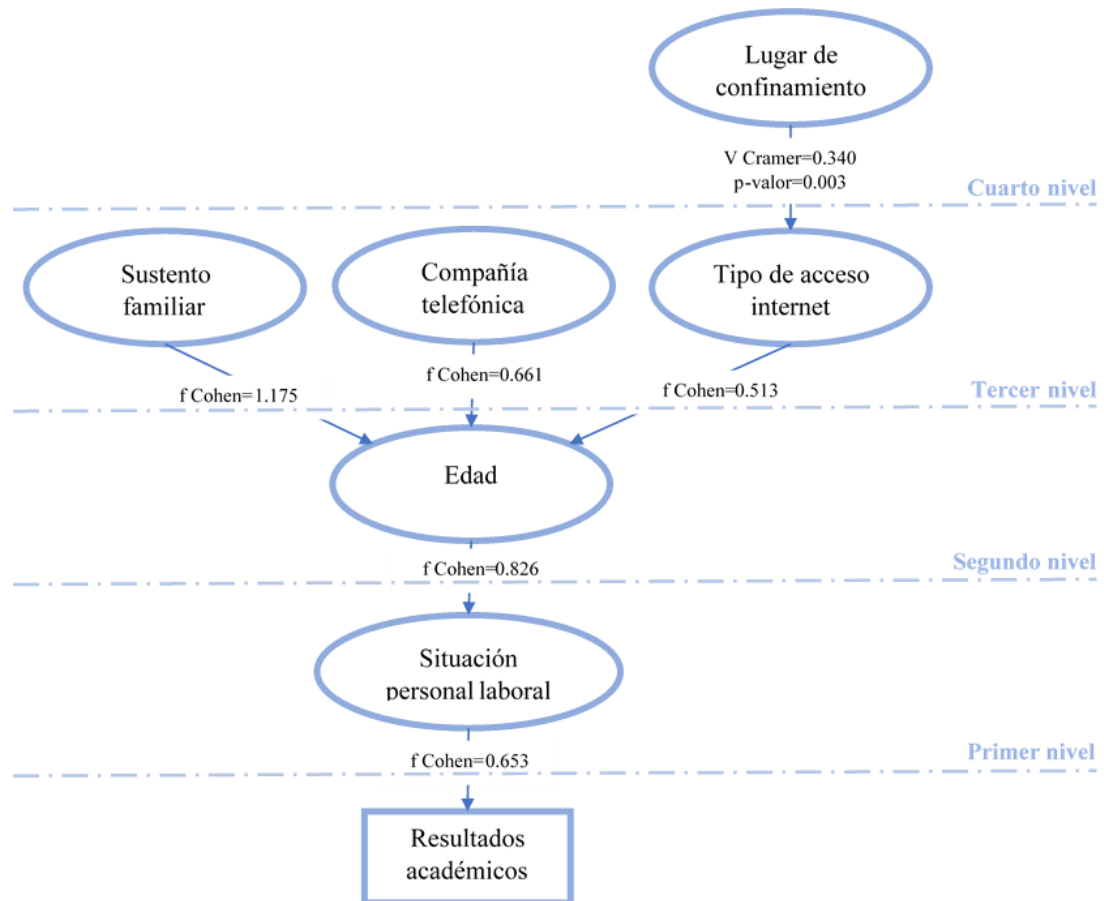 Lugar de
confinamiento
V Cramer=0.340
p-valor=0.003
Cuarto nivel
Sustento
familiar
Compañía
telefónica
Tipo de acceso
internet
f Cohen=1.175
f Cohen=0.661
f Cohen=0.513
Tercer nivel
Edad
f Cohen=0.826
Segundo nivel
Situación
personal laboral
f Cohen=0.653
Primer nivel
Resultados
académicos